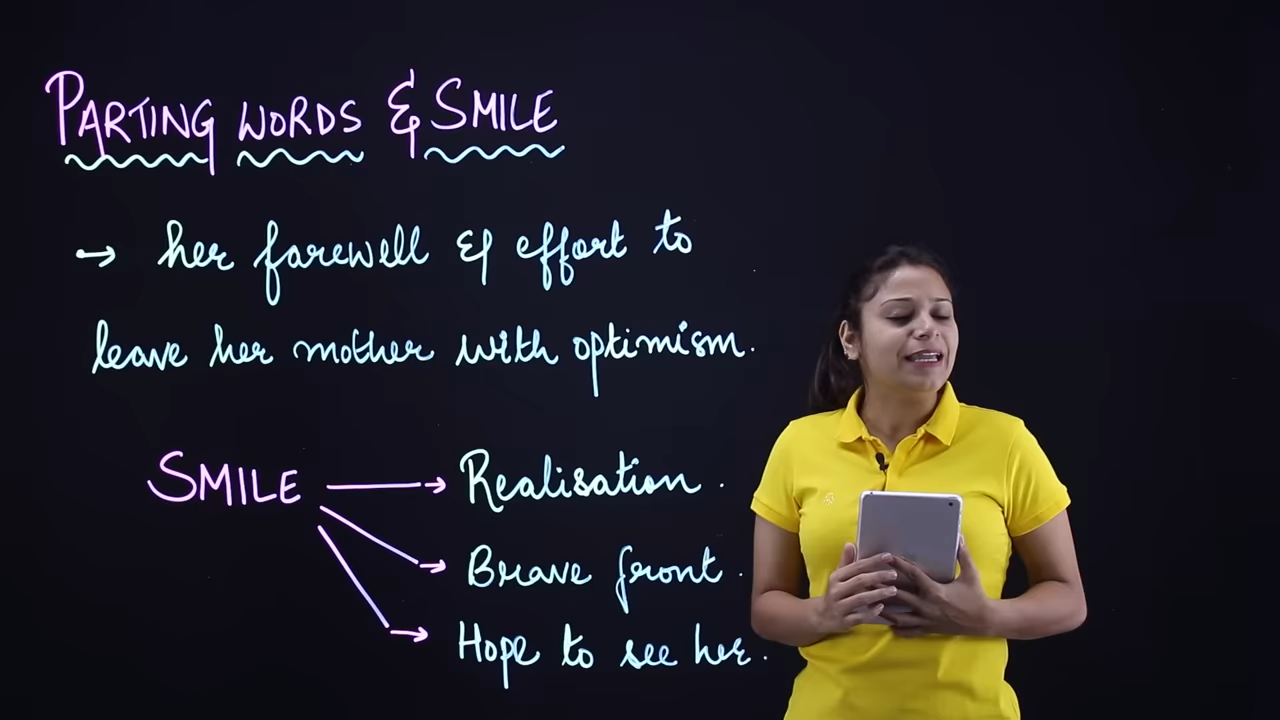 PARTING WORDS & SMILE
→ her farewell & effort to
leave her mother with optimism.
SMILE → Realisation.
→ Brave front.
→ Hope to see her.